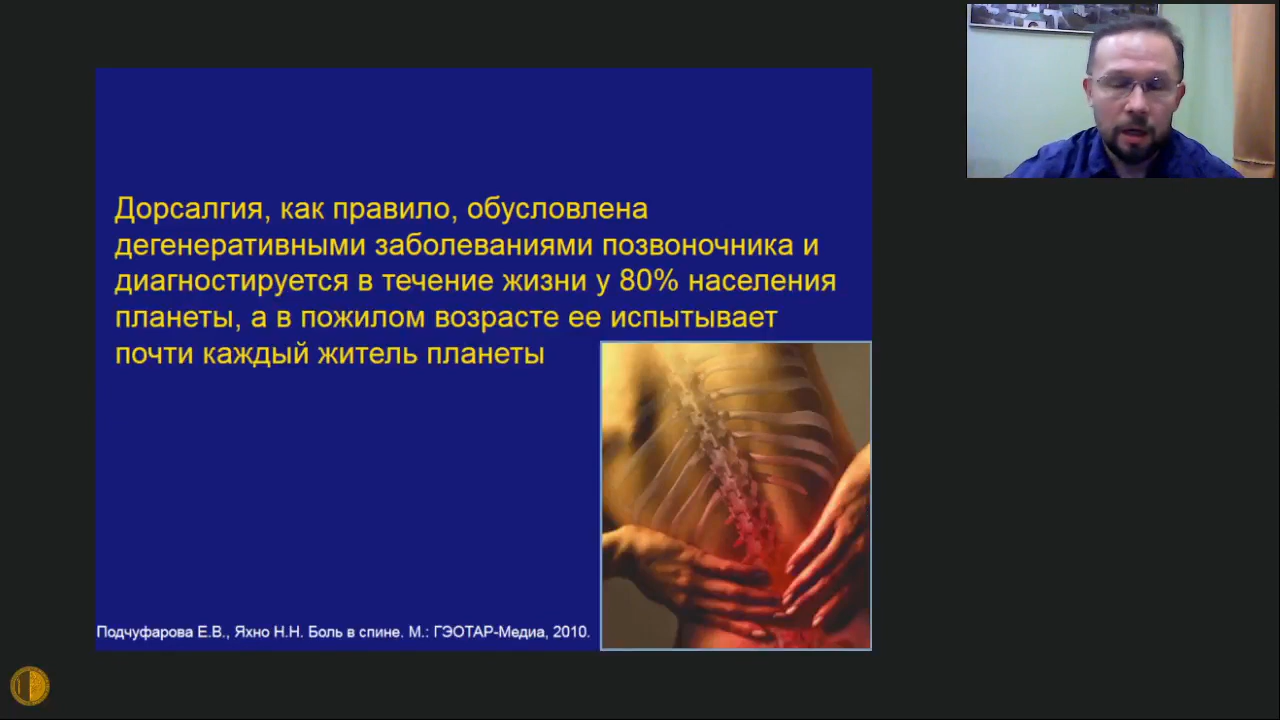 Дорсалгия, как правило, обусловлена
дегенеративными заболеваниями позвоночника и
диагностируется в течение жизни у 80% населения
планеты, а в пожилом возрасте ее испытывает
почти каждый житель планеты
Подчуфарова Е.В., Яхно Н.Н. Боль в спине. М.: ГЭОТАР-Медиа, 2010.